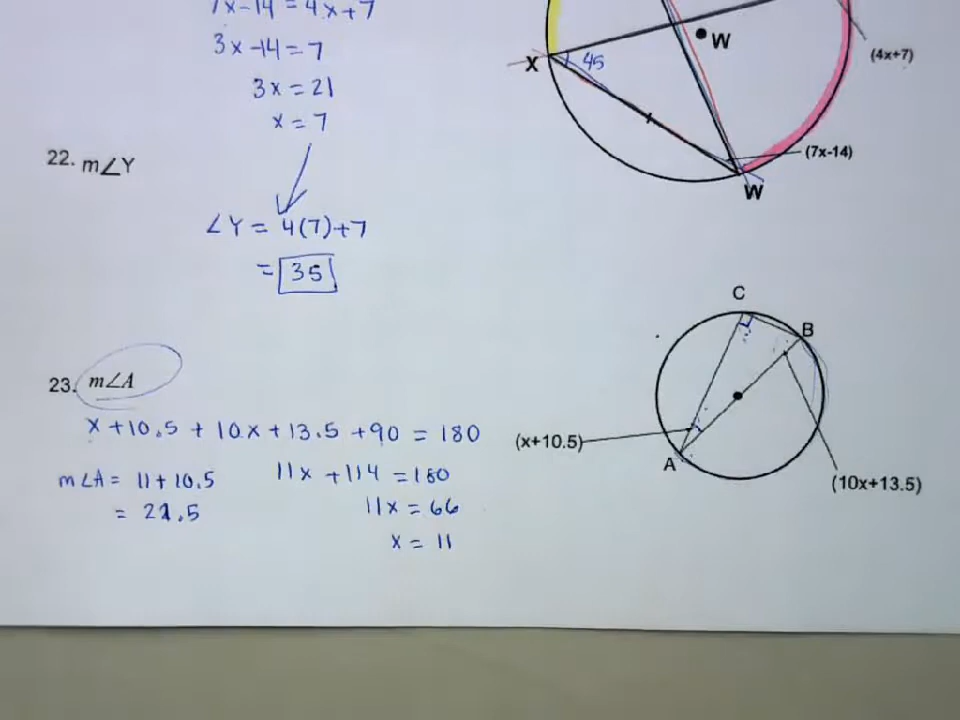 7x-14 = 4x+7
3x-14 = 7
3x = 21
x = 7
22. m∠Y
∠Y = 4(7)+7
= 35
X
45
W
(4x+7)
(7x-14)
W
23. m∠A
x+10.5 + 10x+13.5 +90 = 180
m∠A = 11+10.5
= 21.5
11x +114 = 180
11x = 66
x = 11
C
B
A
(x+10.5)
(10x+13.5)